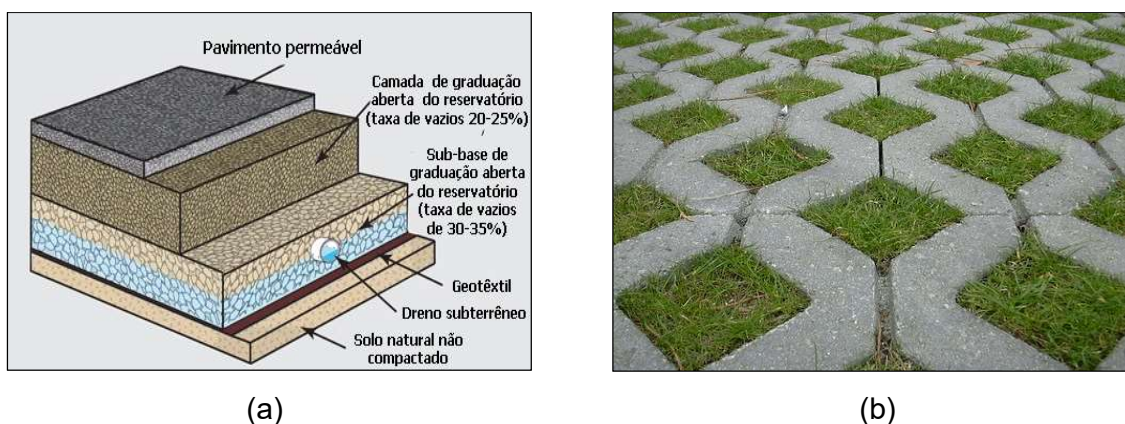 Pavimento permeável
Camada de graduação
aberta do reservatório
(taxa de vazios 20-25%)
Sub-base de
graduação aberta
do reservatório
(taxa de vazios
de 30-35%)
Geotêxtil
Dreno subterrêneo
Solo natural não
compactado
(a)
(b)